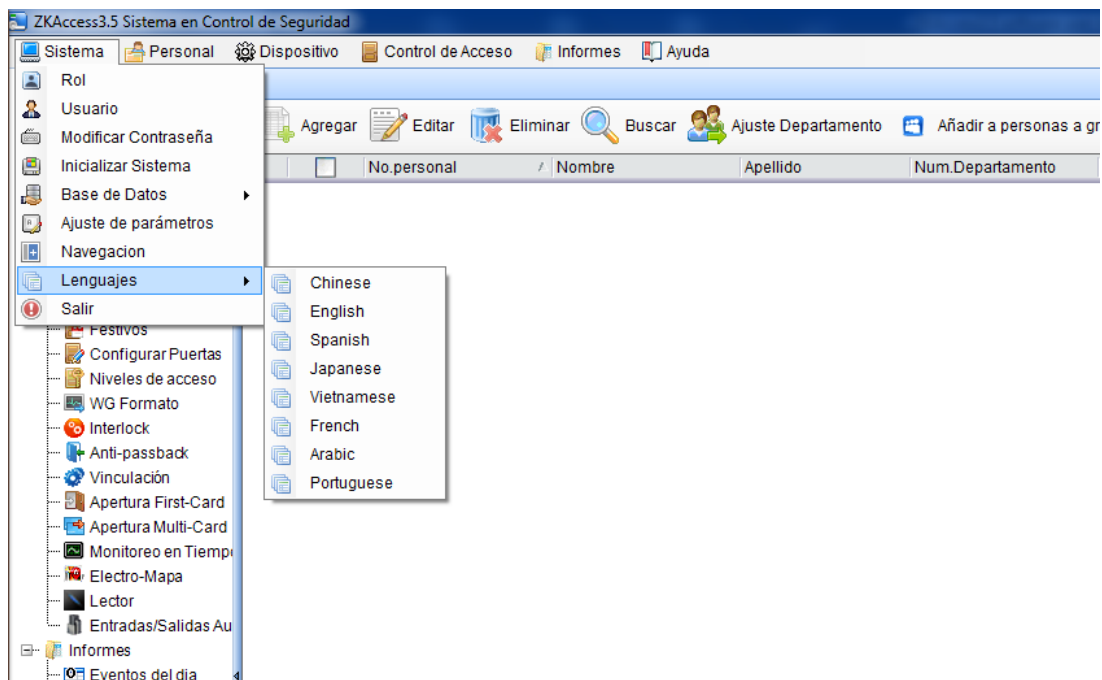 ZKAccess3.5 Sistema en Control de Seguridad
Sistema Personal Dispositivo Control de Acceso Informes Ayuda
Rol
Usuario
Modificar Contraseña
Inicializar Sistema
Base de Datos
Ajuste de parámetros
Navegacion
Lenguajes
Salir
Agregar Editar Eliminar Buscar Ajuste Departamento Añadir a personas a gr
No.personal Nombre Apellido Num.Departamento
Chinese
English
Spanish
Japanese
Vietnamese
French
Arabic
Portuguese
Festivos
Configurar Puertas
Niveles de acceso
WG Formato
Interlock
Anti-passback
Vinculación
Apertura First-Card
Apertura Multi-Card
Monitoreo en Tiemp
Electro-Mapa
Lector
Entradas/Salidas Au
Informes
Eventos del dia